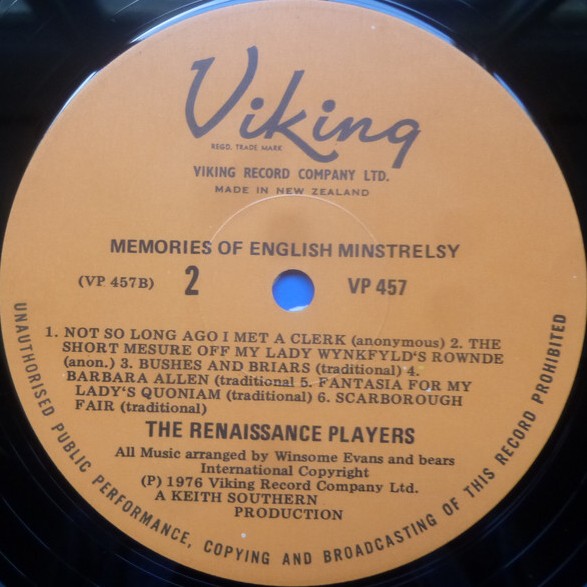 Viking
REGD. TRADE MARK
VIKING RECORD COMPANY LTD.
MADE IN NEW ZEALAND
MEMORIES OF ENGLISH MINSTRELSY
(VP 457B) 2 VP 457
1. NOT SO LONG AGO I MET A CLERK (anonymous) 2. THE
SHORT MESURE OFF MY LADY WYNKFYLD'S ROWNDE
(anon.) 3. BUSHES AND BRIARS (traditional) 4.
BARBARA ALLEN (traditional 5. FANTASIA FOR MY
LADY'S QUONIAM (traditional) 6. SCARBOROUGH
FAIR (traditional)
THE RENAISSANCE PLAYERS
All Music arranged by Winsome Evans and bears
International Copyright
(P) 1976 Viking Record Company Ltd.
A KEITH SOUTHERN
PRODUCTION
UNAUTHORISED PUBLIC PERFORMANCE, COPYING AND BROADCASTING OF THIS RECORD PROHIBITED